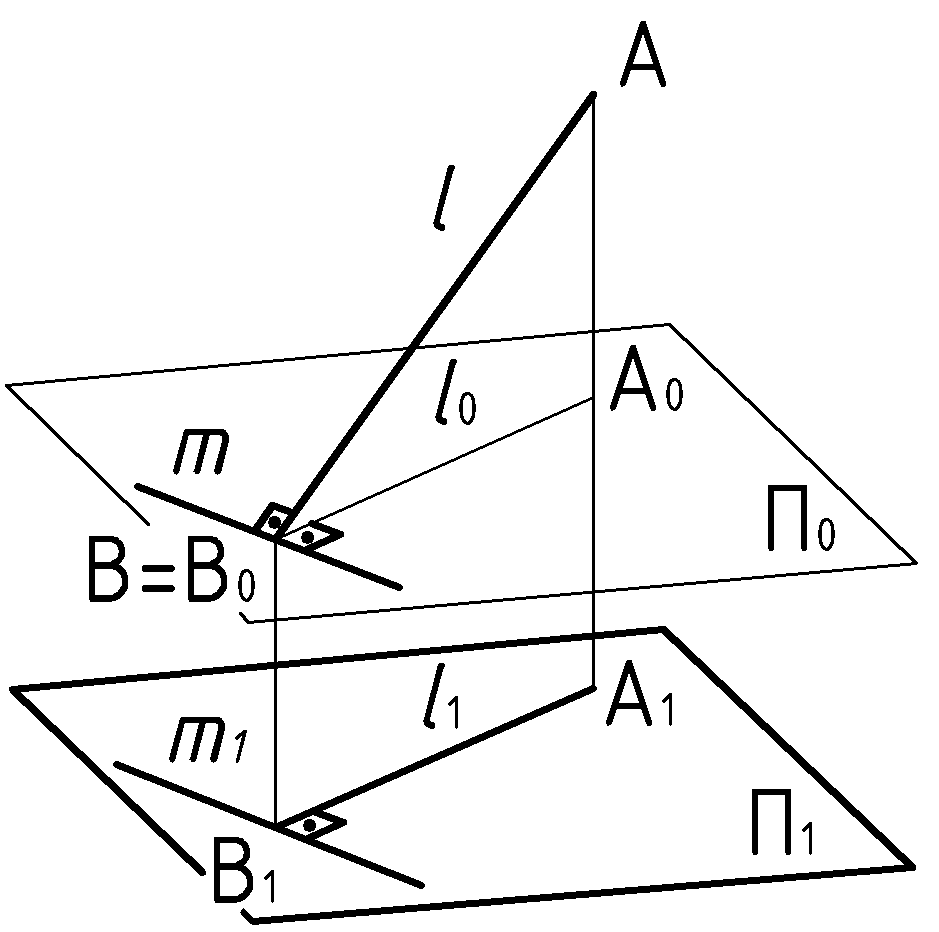 A
l
l₀
A₀
m
П₀
B=B₀
l₁
A₁
m₁
П₁
B₁